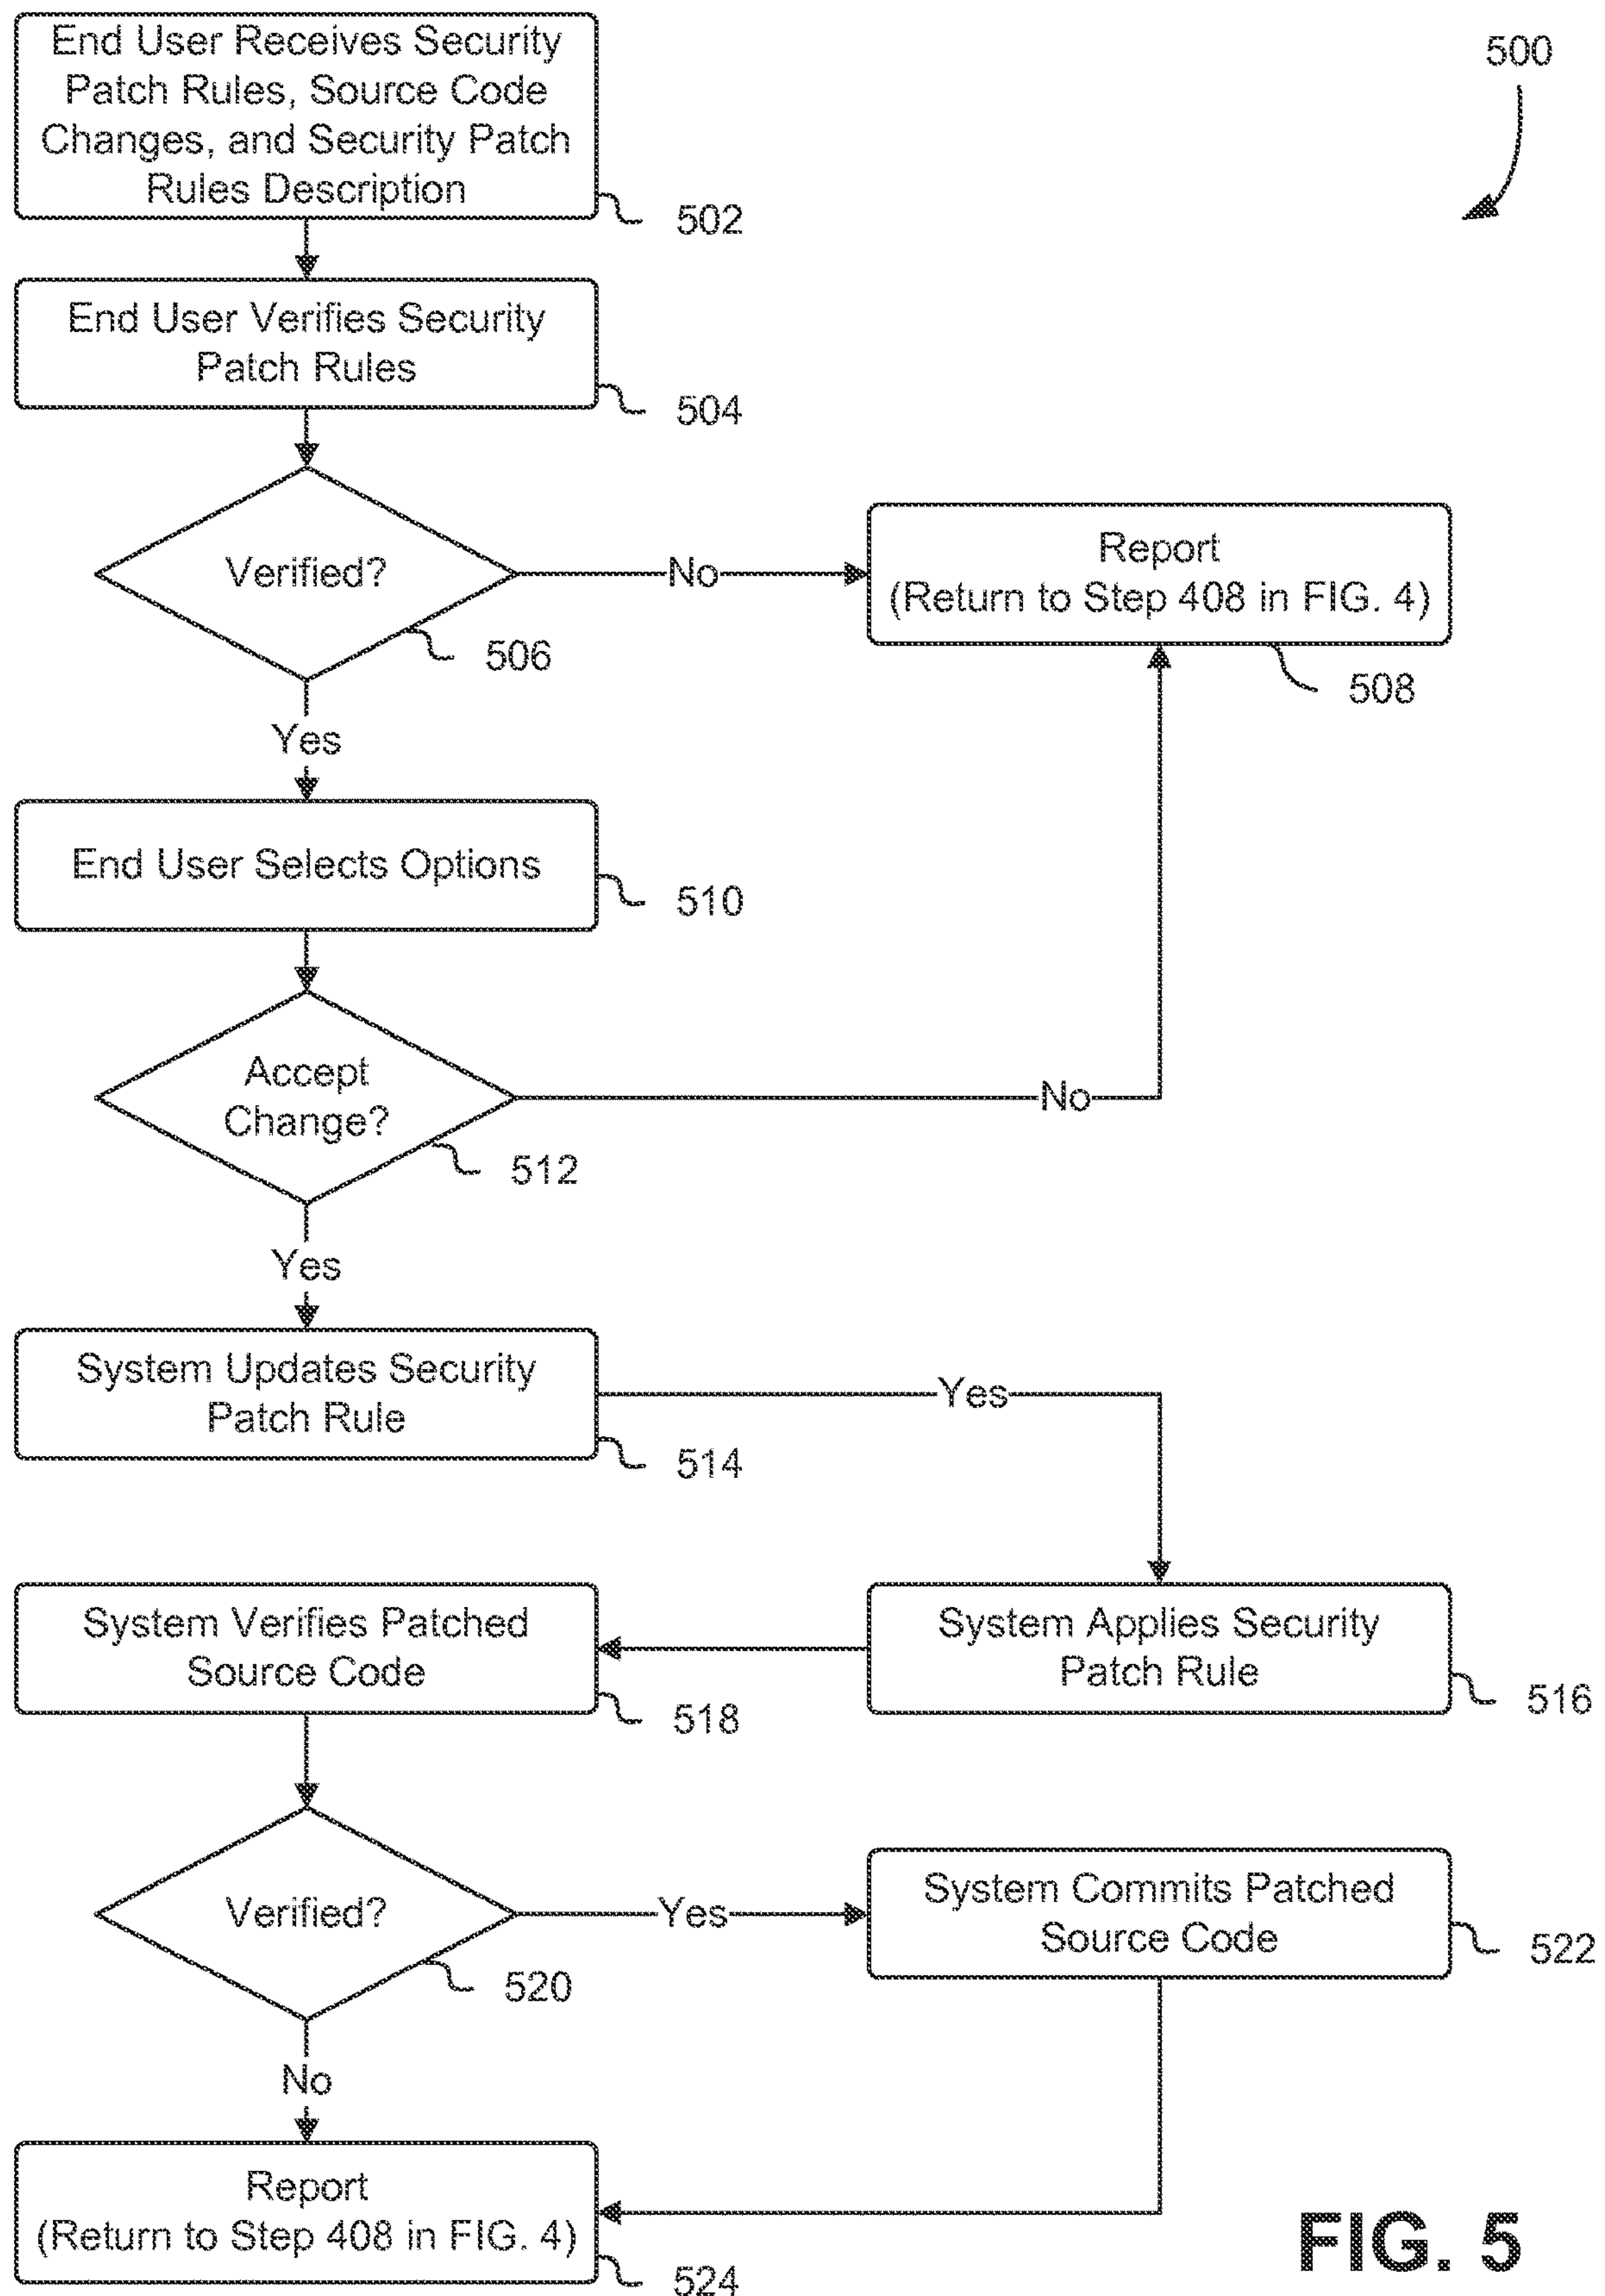 End User Receives Security
Patch Rules, Source Code
Changes, and Security Patch
Rules Description
502
500
End User Verifies Security
Patch Rules
504
Verified?
506
No
Report
(Return to Step 408 in FIG. 4)
508
Yes
End User Selects Options
510
Accept
Change?
512
No
Yes
System Updates Security
Patch Rule
514
Yes
System Applies Security
Patch Rule
516
System Verifies Patched
Source Code
518
Verified?
520
Yes
System Commits Patched
Source Code
522
No
Report
(Return to Step 408 in FIG. 4)
524
FIG. 5